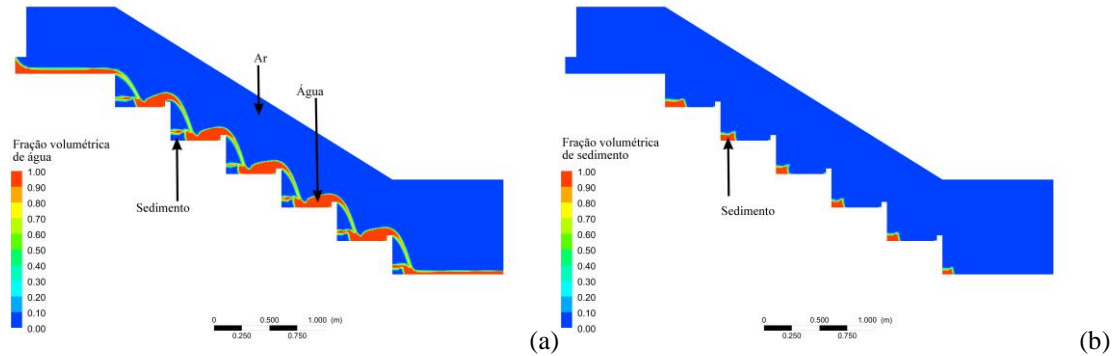 Ar
Água
Fração volumétrica
de água
1.00
0.90
0.80
0.70
0.60
0.50
0.40
0.30
0.20
0.10
0.00
Sedimento
0 0.500 1.000 (m)
0.250 0.750
(a)
Fração volumétrica
de sedimento
1.00
0.90
0.80
0.70
0.60
0.50
0.40
0.30
0.20
0.10
0.00
Sedimento
0 0.500 1.000 (m)
0.250 0.750
(b)